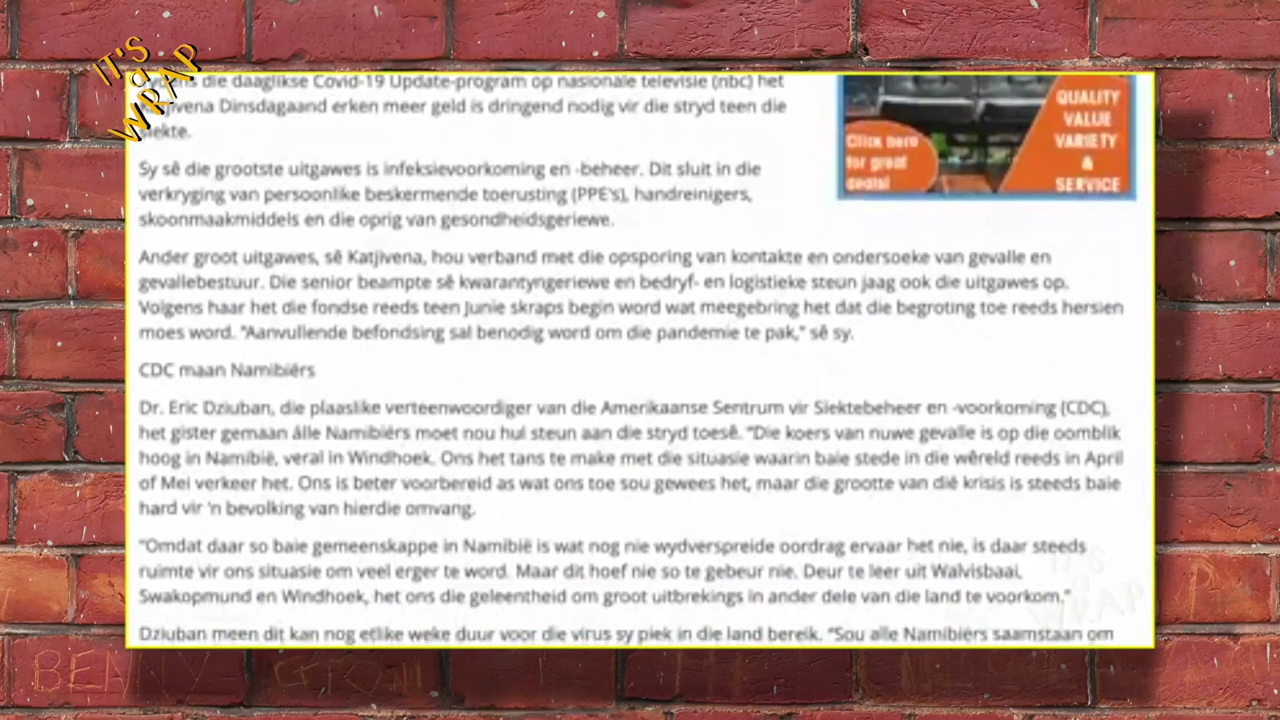 IT'S
a
WRAP
die daaglikse Covid-19 Update-program op nasionale televisie (nbc) het
Dinsdagaand erken meer geld is dringend nodig vir die stryd teen die
siekte.
Sy sê die grootste uitgawes is infeksievoorkoming en -beheer. Dit sluit in die
verkryging van persoonlike beskermende toerusting (PPE's), handreinigers,
skoonmaakmiddels en die oprig van gesondheidsgeriewe.
Ander groot uitgawes, sê Katjivena, hou verband met die opsporing van kontakte en ondersoeke van gevalle en
gevallebestuur. Die senior beampte sê kwarantyngeriewe en bedryf- en logistieke steun jaag ook die uitgawes op.
Volgens haar het die fondse reeds teen Junie skraps begin word wat meegebring het dat die begroting toe reeds hersien
moes word. "Aanvullende befondsing sal benodig word om die pandemie te pak," sê sy.
CDC maan Namibiërs
Dr. Eric Dziuban, die plaaslike verteenwoordiger van die Amerikaanse Sentrum vir Siektebeheer en -voorkoming (CDC),
het gister gemaan álle Namibiërs moet nou hul steun aan die stryd toesê. "Die koers van nuwe gevalle is op die oomblik
hoog in Namibië, veral in Windhoek. Ons het tans te make met die situasie waarin baie stede in die wêreld reeds in April
of Mei verkeer het. Ons is beter voorbereid as wat ons toe sou gewees het, maar die grootte van dié krisis is steeds baie
hard vir 'n bevolking van hierdie omvang.
"Omdat daar so baie gemeenskappe in Namibië is wat nog nie wydverspreide oordrag ervaar het nie, is daar steeds
ruimte vir ons situasie om veel erger te word. Maar dit hoef nie so te gebeur nie. Deur te leer uit Walvisbaai,
Swakopmund en Windhoek, het ons die geleentheid om groot uitbrekings in ander dele van die land te voorkom."
Dziuban meen dit kan nog etlike weke duur voor die virus sy piek in die land bereik. "Sou alle Namibiërs saamstaan om
Click here
for great
deals!
QUALITY
VALUE
VARIETY
&
SERVICE
IT'S
a
WRAP
BENNY